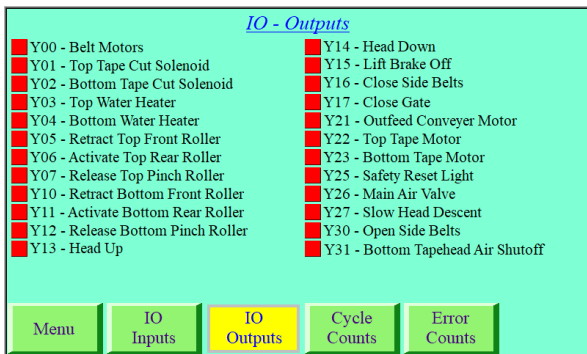 IO - Outputs
Y00 - Belt Motors
Y01 - Top Tape Cut Solenoid
Y02 - Bottom Tape Cut Solenoid
Y03 - Top Water Heater
Y04 - Bottom Water Heater
Y05 - Retract Top Front Roller
Y06 - Activate Top Rear Roller
Y07 - Release Top Pinch Roller
Y10 - Retract Bottom Front Roller
Y11 - Activate Bottom Rear Roller
Y12 - Release Bottom Pinch Roller
Y13 - Head Up
Y14 - Head Down
Y15 - Lift Brake Off
Y16 - Close Side Belts
Y17 - Close Gate
Y21 - Outfeed Conveyer Motor
Y22 - Top Tape Motor
Y23 - Bottom Tape Motor
Y25 - Safety Reset Light
Y26 - Main Air Valve
Y27 - Slow Head Descent
Y30 - Open Side Belts
Y31 - Bottom Tapehead Air Shutoff
Menu
IO
Inputs
IO
Outputs
Cycle
Counts
Error
Counts